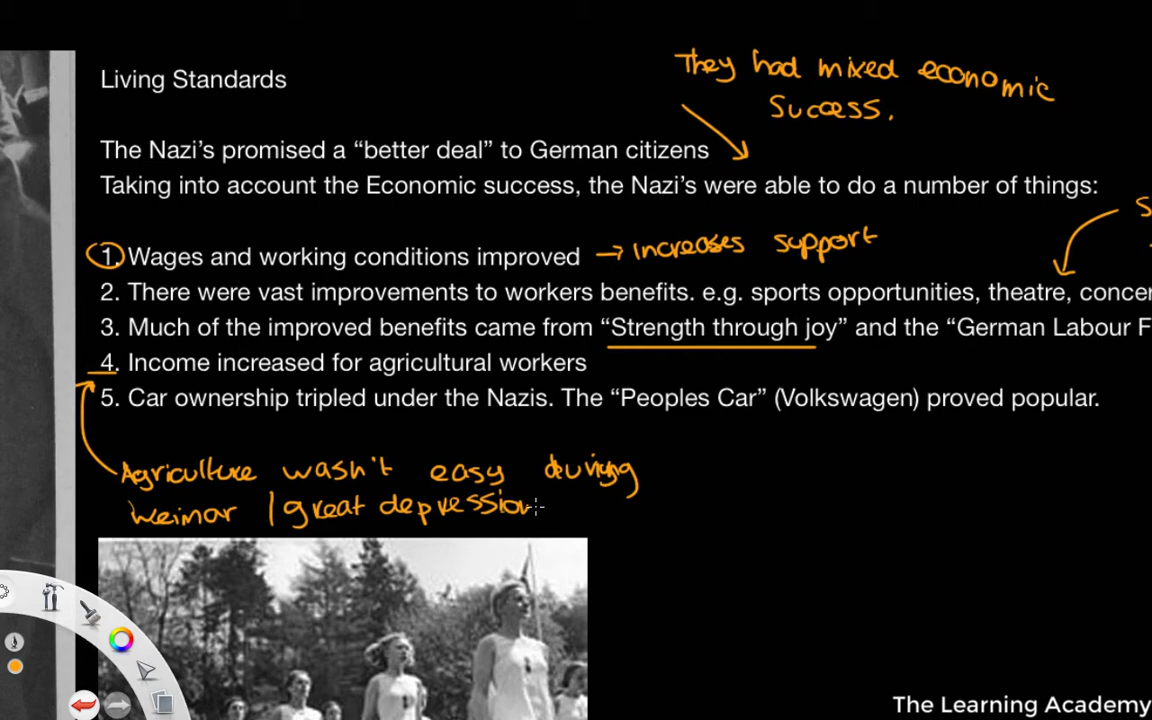 Living Standards
They had mixed economic
success.
The Nazi's promised a “better deal” to German citizens
Taking into account the Economic success, the Nazi's were able to do a number of things:
1. Wages and working conditions improved → increases support
2. There were vast improvements to workers benefits. e.g. sports opportunities, theatre, concer
3. Much of the improved benefits came from “Strength through joy” and the “German Labour F
4. Income increased for agricultural workers
5. Car ownership tripled under the Nazis. The “Peoples Car” (Volkswagen) proved popular.
Agriculture wasn't easy
weimar / great depression
The Learning Academy